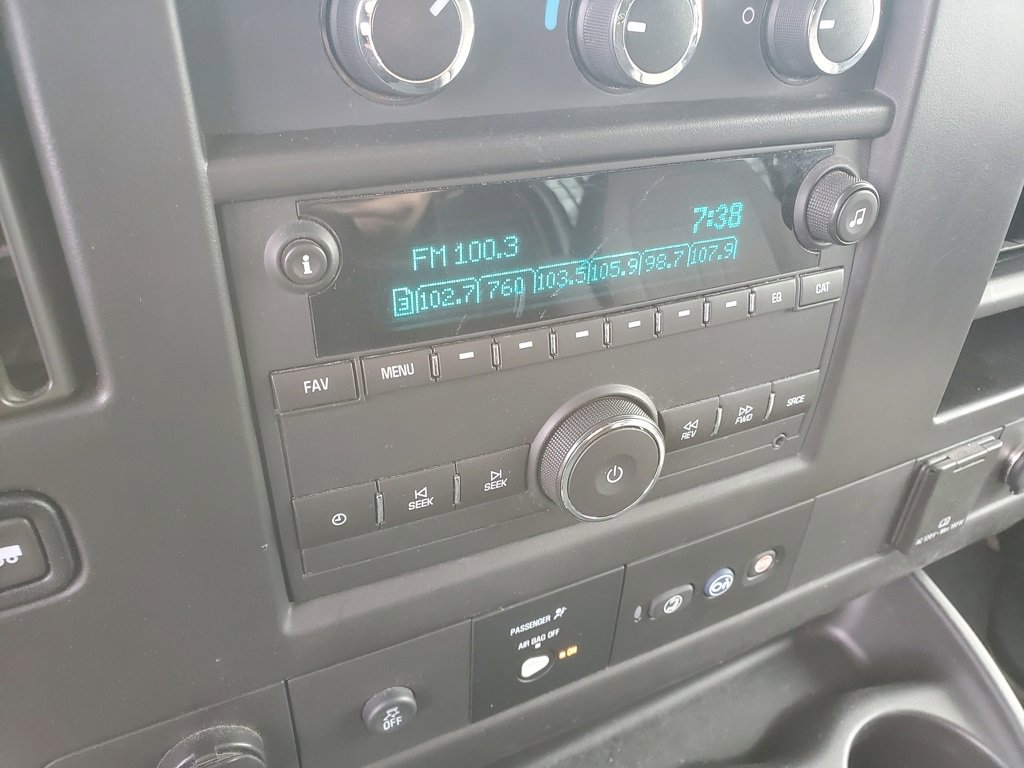 7:38
FM 100.3
3 102.7 760 103.5 105.9 98.7 107.9
FAV MENU EQ CAT
SEEK SEEK REV FWD SRCE
PASSENGER
AIR BAG OFF
OFF